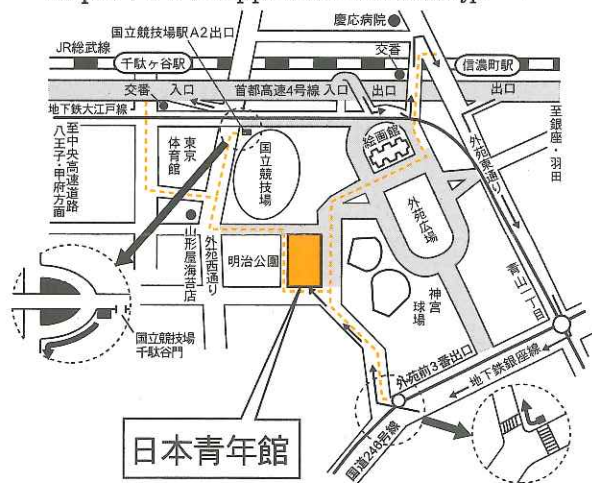 慶応病院
国立競技場駅A2出口
JR総武線
千駄ヶ谷駅
交番
信濃町駅
交番
入口
首都高速4号線
入口
出口
出口
地下鉄大江戸線
至中央高速道路
八王子・甲府方面
東京
体育館
国立競技場
絵画館
外苑東通り
至銀座・羽田
外苑広場
山形屋海苔店
外苑西通り
明治公園
神宮
球場
青山一丁目
国立競技場
千駄谷門
外苑前3番出口
地下鉄銀座線
日本青年館
国道246号線